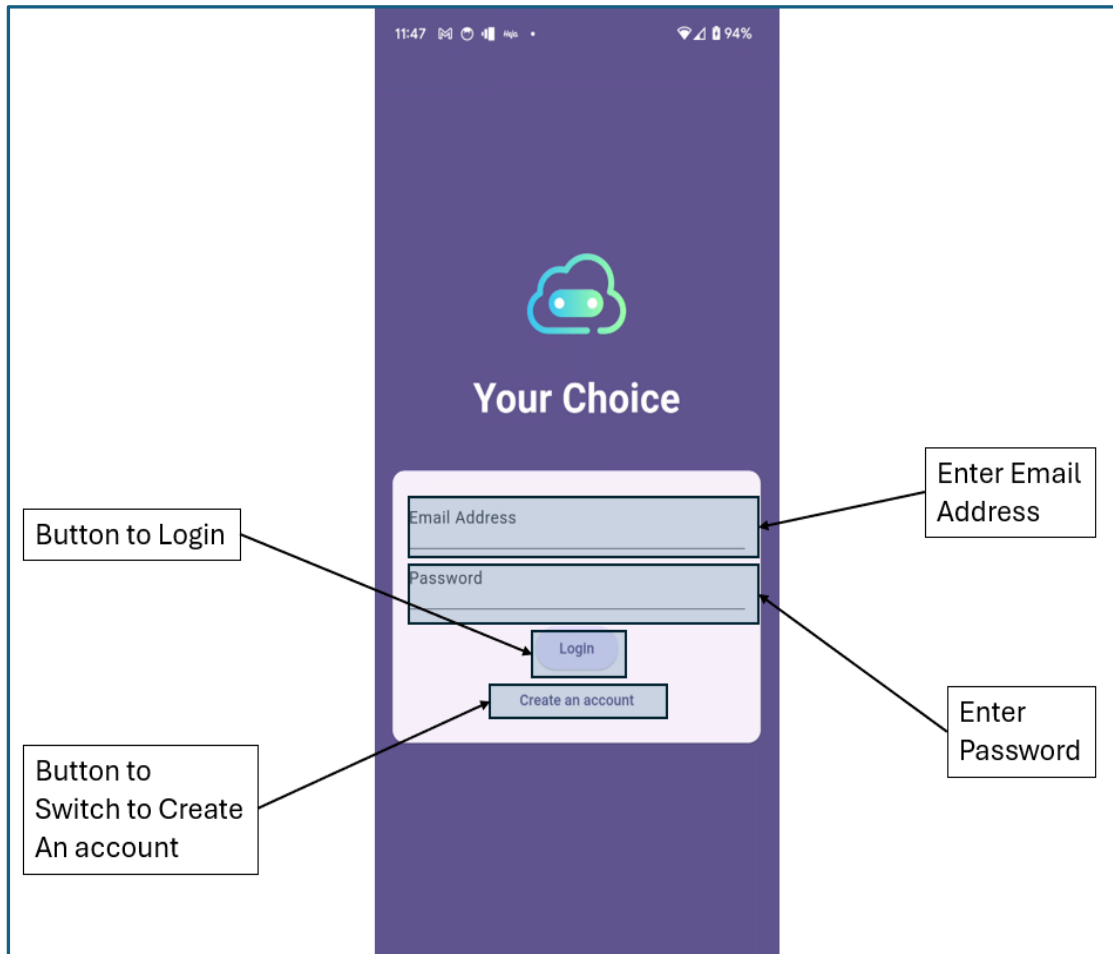 11:47
94%
Your Choice
Enter Email
Address
Email Address
Button to Login
Password
Login
Create an account
Enter
Password
Button to
Switch to Create
An account